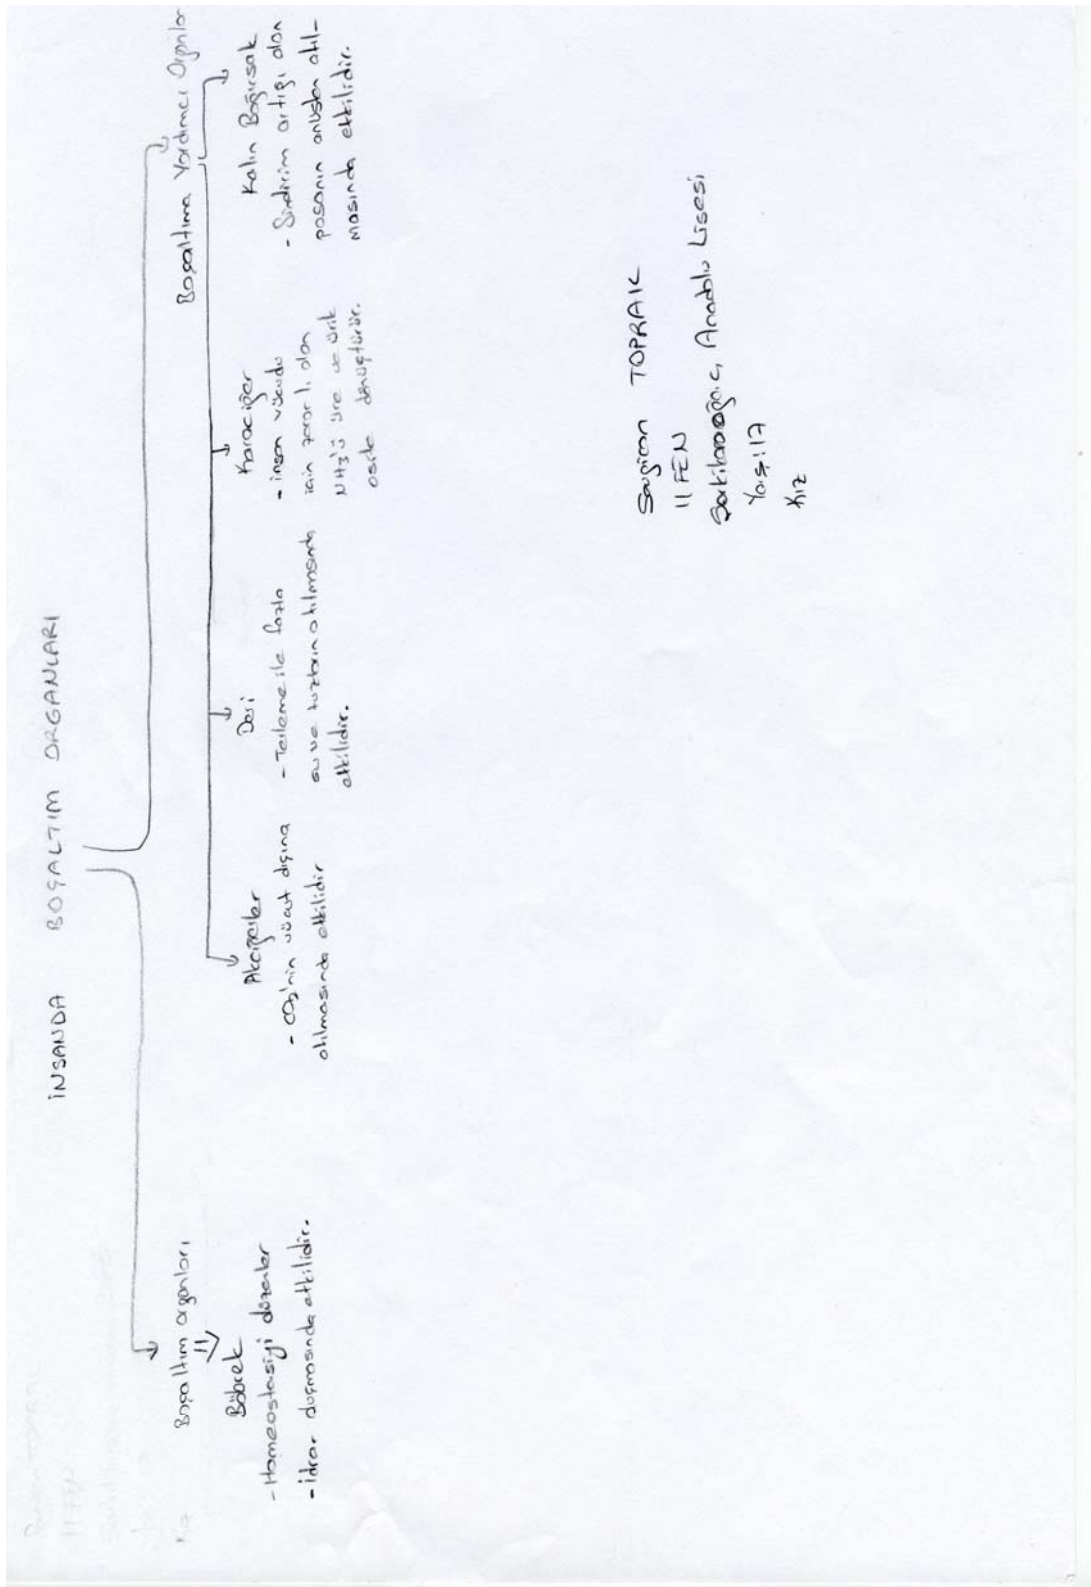 İNSANDA BOŞALTIM ORGANLARI
Boşaltım organları
Böbrek
- Homeostasiyi düzenler
- İdrar oluşmasında etkilidir.
Boşaltıma Yardımcı Organlar
Akciğerler
- CO₂'nin vücut dışına
atılmasında etkilidir
Deri
- Terleme ile fazla
su ve tuzların atılmasında
etkilidir.
Karaciğer
- insan vücudu
için zararlı olan
NH₃'ü üre ve ürik
asite dönüştürür.
Kalın Bağırsak
- Sindirim artığı olan
posanın anüsten atıl-
masında etkilidir.
TOPRAK
11 FEN
Şarkikaraağaç Anadolu Lisesi
Yaş: 17
Kız